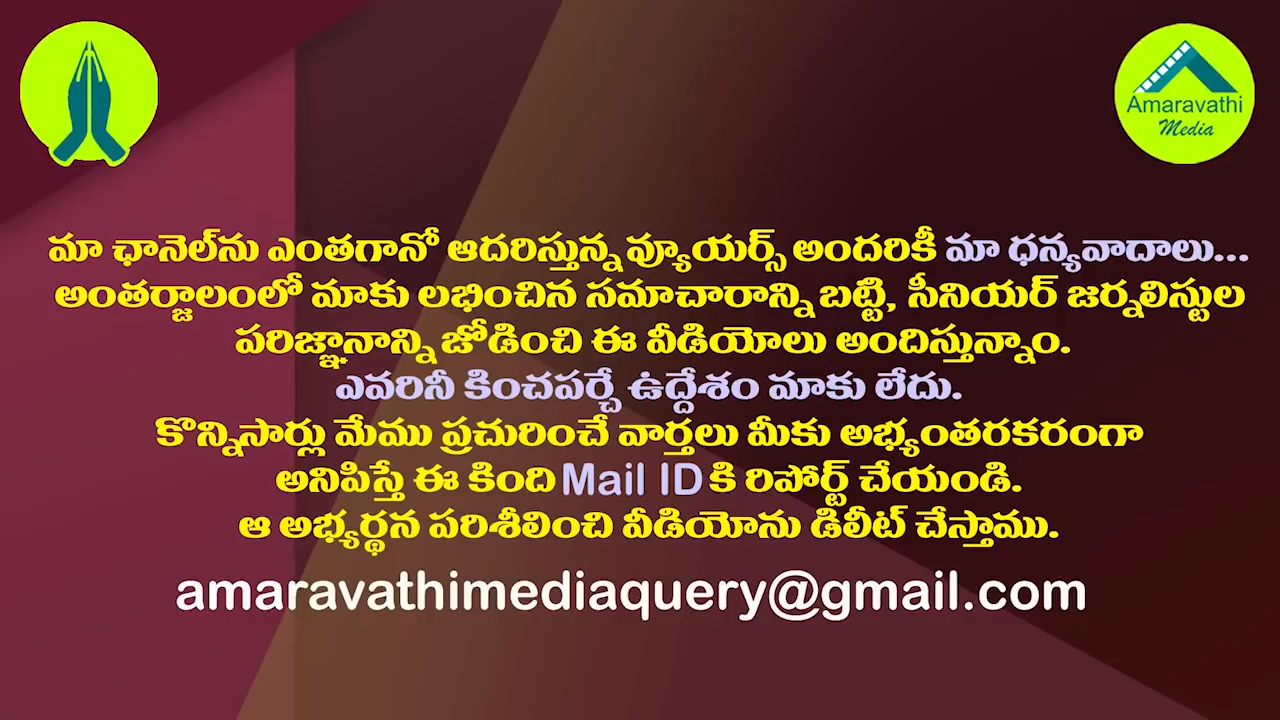 Amaravathi
Media
మా ఛానెల్‌ను ఎంతగానో ఆదరిస్తున్న వ్యూయర్స్ అందరికీ మా ధన్యవాదాలు...
అంతర్జాలంలో మాకు లభించిన సమాచారాన్ని బట్టి, సీనియర్ జర్నలిస్టుల
పరిజ్ఞానాన్ని జోడించి ఈ వీడియోలు అందిస్తున్నాం.
ఎవరినీ కించపర్చే ఉద్దేశం మాకు లేదు.
కొన్నిసార్లు మేము ప్రచురించే వార్తలు మీకు అభ్యంతరకరంగా
అనిపిస్తే ఈ కింది Mail ID కి రిపోర్ట్ చేయండి.
ఆ అభ్యర్థన పరిశీలించి వీడియోను డిలీట్ చేస్తాము.
amaravathimediaquery@gmail.com